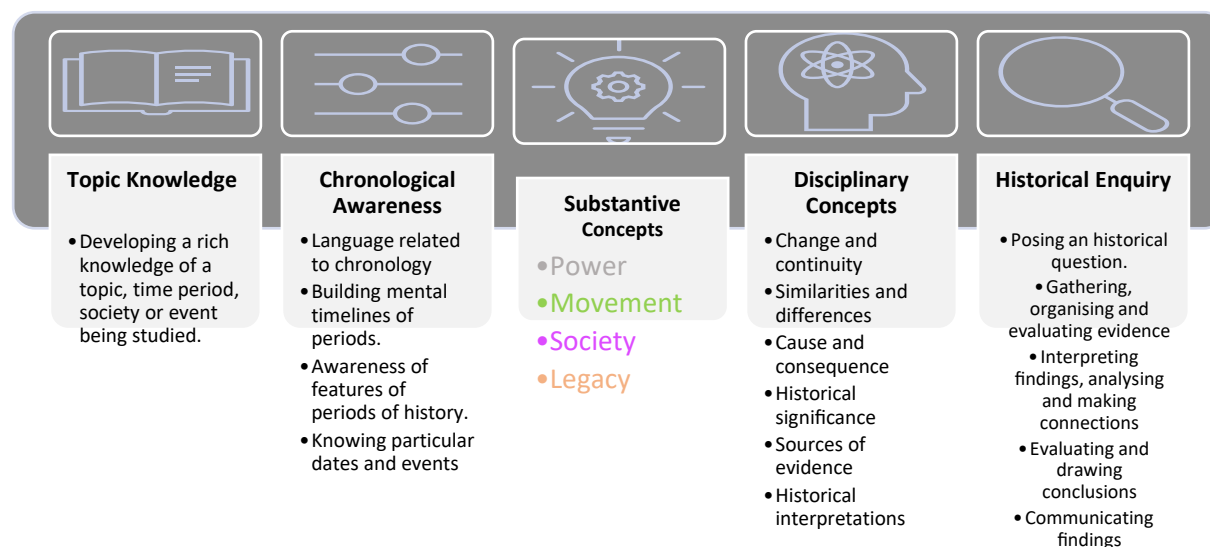 Topic Knowledge
•Developing a rich
knowledge of a
topic, time period,
society or event
being studied.
Chronological
Awareness
•Language related
to chronology
•Building mental
timelines of
periods.
•Awareness of
features of
periods of history.
•Knowing particular
dates and events
Substantive
Concepts
•Power
•Movement
•Society
•Legacy
Disciplinary
Concepts
•Change and
continuity
•Similarities and
differences
•Cause and
consequence
•Historical
significance
•Sources of
evidence
•Historical
interpretations
Historical Enquiry
•Posing an historical
question.
•Gathering,
organising and
evaluating evidence
•Interpreting
findings, analysing
and making
connections
•Evaluating and
drawing
conclusions
•Communicating
findings